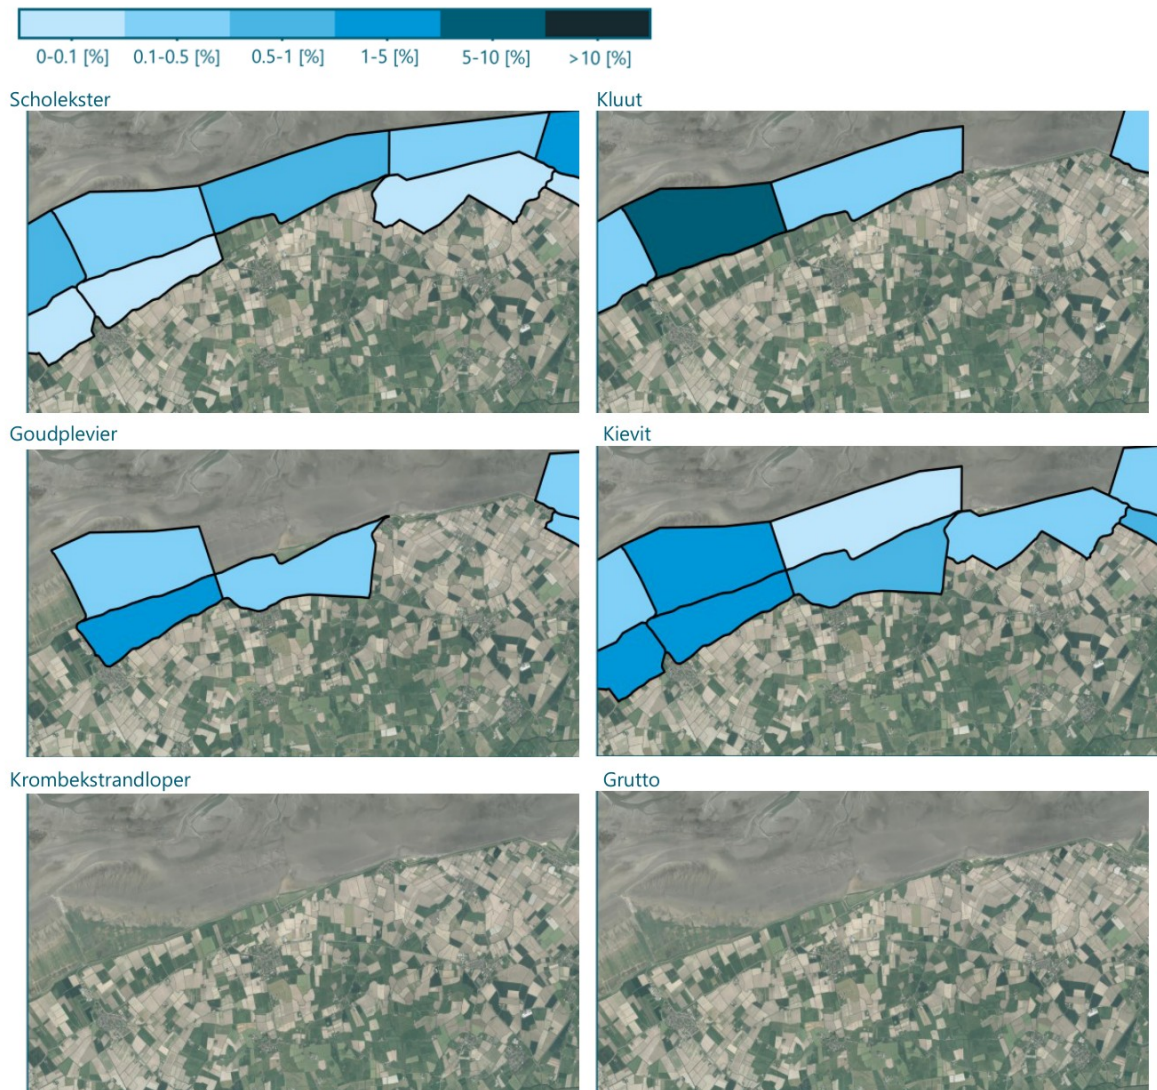 0-0.1 [%] 0.1-0.5 [%] 0.5-1 [%] 1-5 [%] 5-10 [%] >10 [%]
Scholekster Kluut
Goudplevier Kievit
Krombekstrandloper Grutto